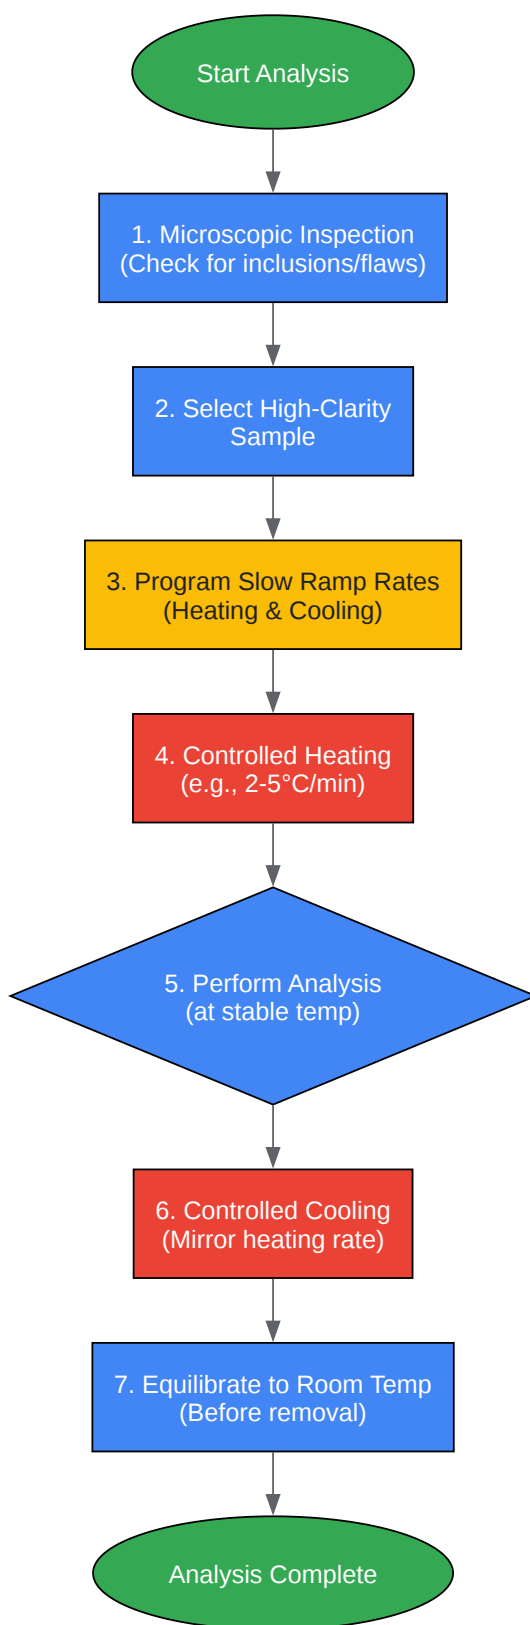 Start Analysis
1. Microscopic Inspection
(Check for inclusions/flaws)
2. Select High-Clarity
Sample
3. Program Slow Ramp Rates
(Heating & Cooling)
4. Controlled Heating
(e.g., 2-5°C/min)
5. Perform Analysis
(at stable temp)
6. Controlled Cooling
(Mirror heating rate)
7. Equilibrate to Room Temp
(Before removal)
Analysis Complete